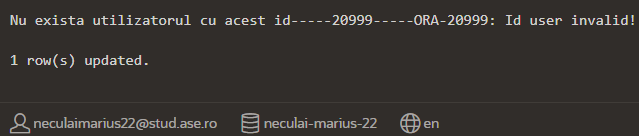 Nu exista utilizatorul cu acest id-----20999-----ORA-20999: Id user invalid!
1 row(s) updated.
neculaimarius22@stud.ase.ro neculai-marius-22 en